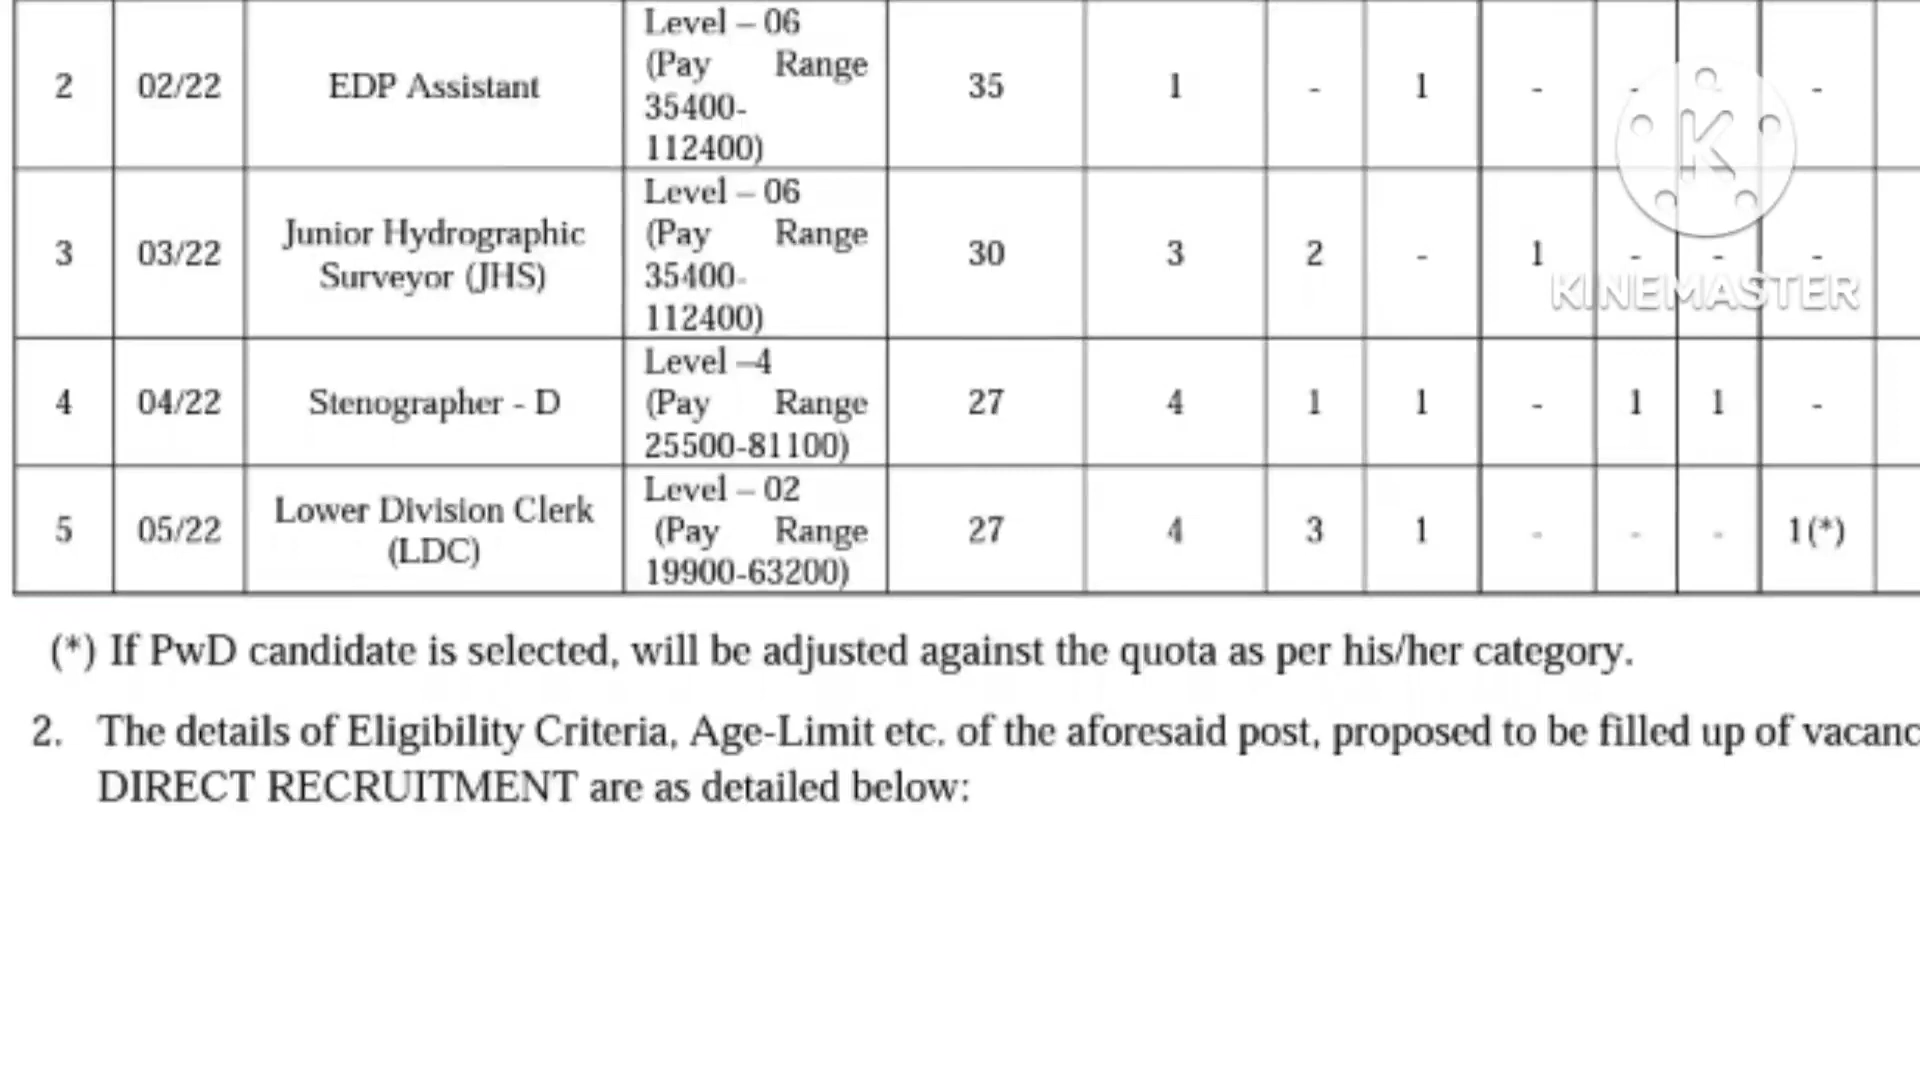 2 02/22 EDP Assistant Level – 06 (Pay Range 35400-112400) 35 1 - 1 - - - -
3 03/22 Junior Hydrographic Surveyor (JHS) Level – 06 (Pay Range 35400-112400) 30 3 2 - 1 - - -
4 04/22 Stenographer - D Level –4 (Pay Range 25500-81100) 27 4 1 1 - 1 1 -
5 05/22 Lower Division Clerk (LDC) Level – 02 (Pay Range 19900-63200) 27 4 3 1 - - - 1(*)
K
KINEMASTER
(*) If PwD candidate is selected, will be adjusted against the quota as per his/her category.
2. The details of Eligibility Criteria, Age-Limit etc. of the aforesaid post, proposed to be filled up of vacanc
DIRECT RECRUITMENT are as detailed below: